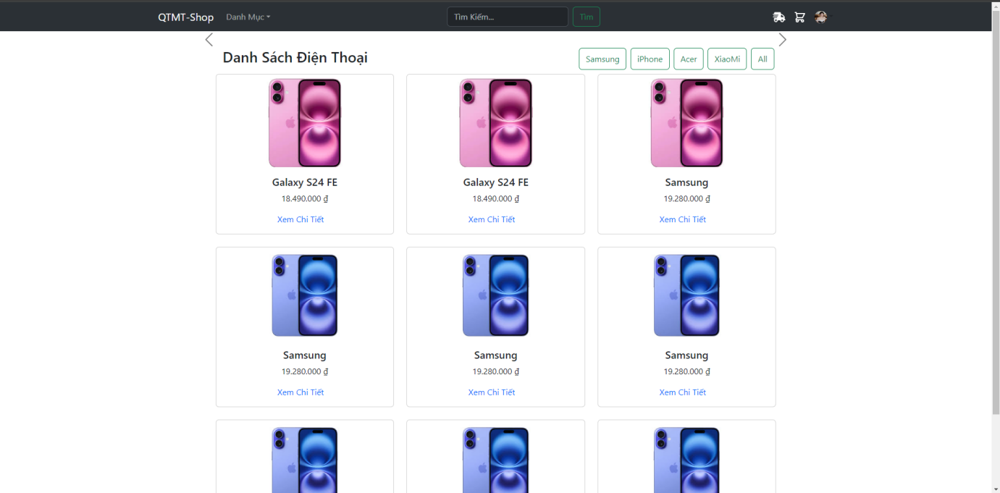 QTMT-Shop Danh Mục Tìm Kiếm... Tìm
Danh Sách Điện Thoại Samsung iPhone Acer XiaoMi All
Galaxy S24 FE Galaxy S24 FE Samsung
18.490.000 ₫ 18.490.000 ₫ 19.280.000 ₫
Xem Chi Tiết Xem Chi Tiết Xem Chi Tiết
Samsung Samsung Samsung
19.280.000 ₫ 19.280.000 ₫ 19.280.000 ₫
Xem Chi Tiết Xem Chi Tiết Xem Chi Tiết